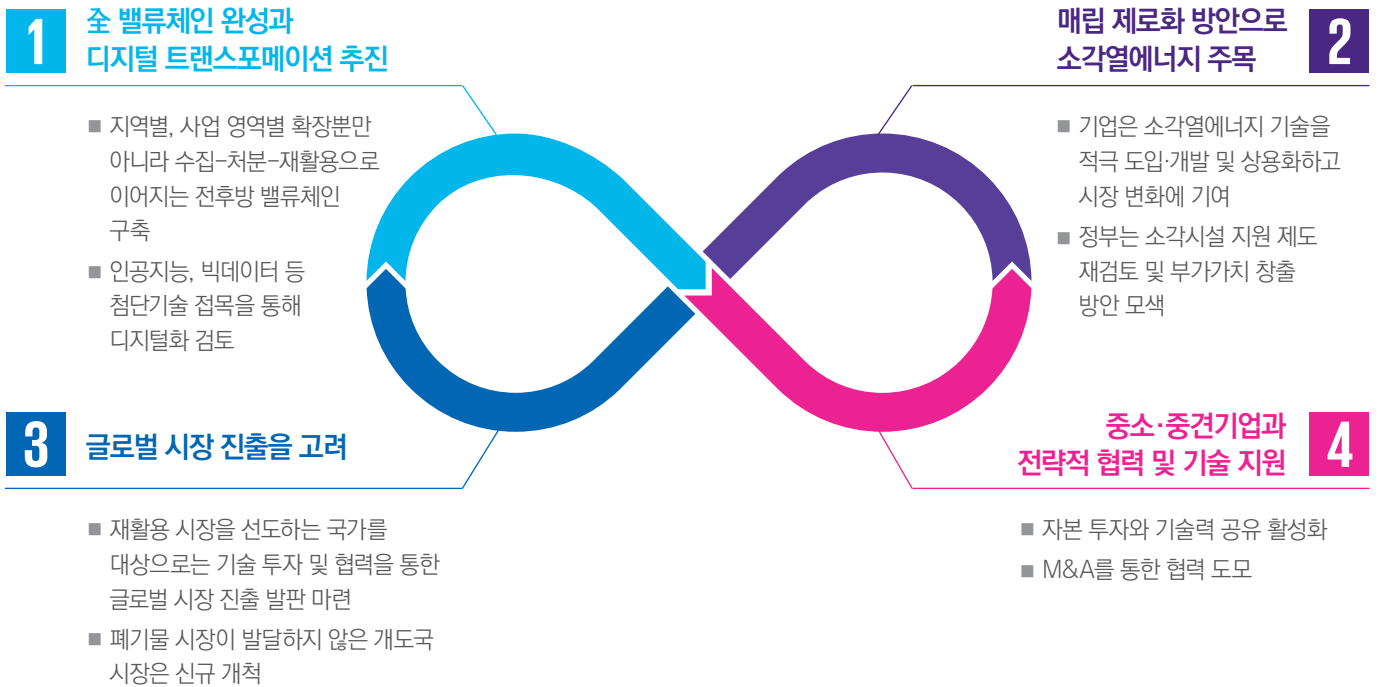 1
全 밸류체인 완성과
디지털 트랜스포메이션 추진
■ 지역별, 사업 영역별 확장뿐만
아니라 수집-처분-재활용으로
이어지는 전후방 밸류체인
구축
■ 인공지능, 빅데이터 등
첨단기술 접목을 통해
디지털화 검토
매립 제로화 방안으로
소각열에너지 주목
2
■ 기업은 소각열에너지 기술을
적극 도입·개발 및 상용화하고
시장 변화에 기여
■ 정부는 소각시설 지원 제도
재검토 및 부가가치 창출
방안 모색
3
글로벌 시장 진출을 고려
■ 재활용 시장을 선도하는 국가를
대상으로는 기술 투자 및 협력을 통한
글로벌 시장 진출 발판 마련
■ 폐기물 시장이 발달하지 않은 개도국
시장은 신규 개척
중소·중견기업과
전략적 협력 및 기술 지원
4
■ 자본 투자와 기술력 공유 활성화
■ M&A를 통한 협력 도모